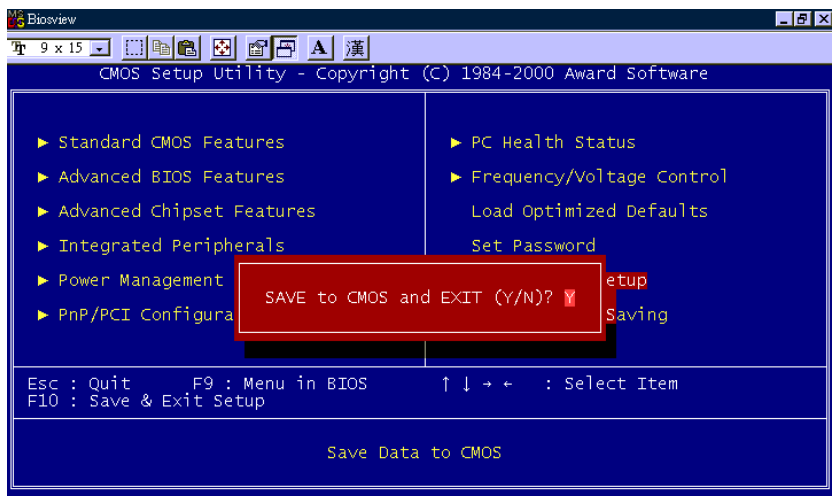 Biosview
9 x 15
A 漢
CMOS Setup Utility - Copyright (C) 1984-2000 Award Software
► Standard CMOS Features
► Advanced BIOS Features
► Advanced Chipset Features
► Integrated Peripherals
► Power Management
► PnP/PCI Configura
► PC Health Status
► Frequency/Voltage Control
Load Optimized Defaults
Set Password
etup
Saving
SAVE to CMOS and EXIT (Y/N)? Y
Esc : Quit F9 : Menu in BIOS ↑ ↓ → ← : Select Item
F10 : Save & Exit Setup
Save Data to CMOS